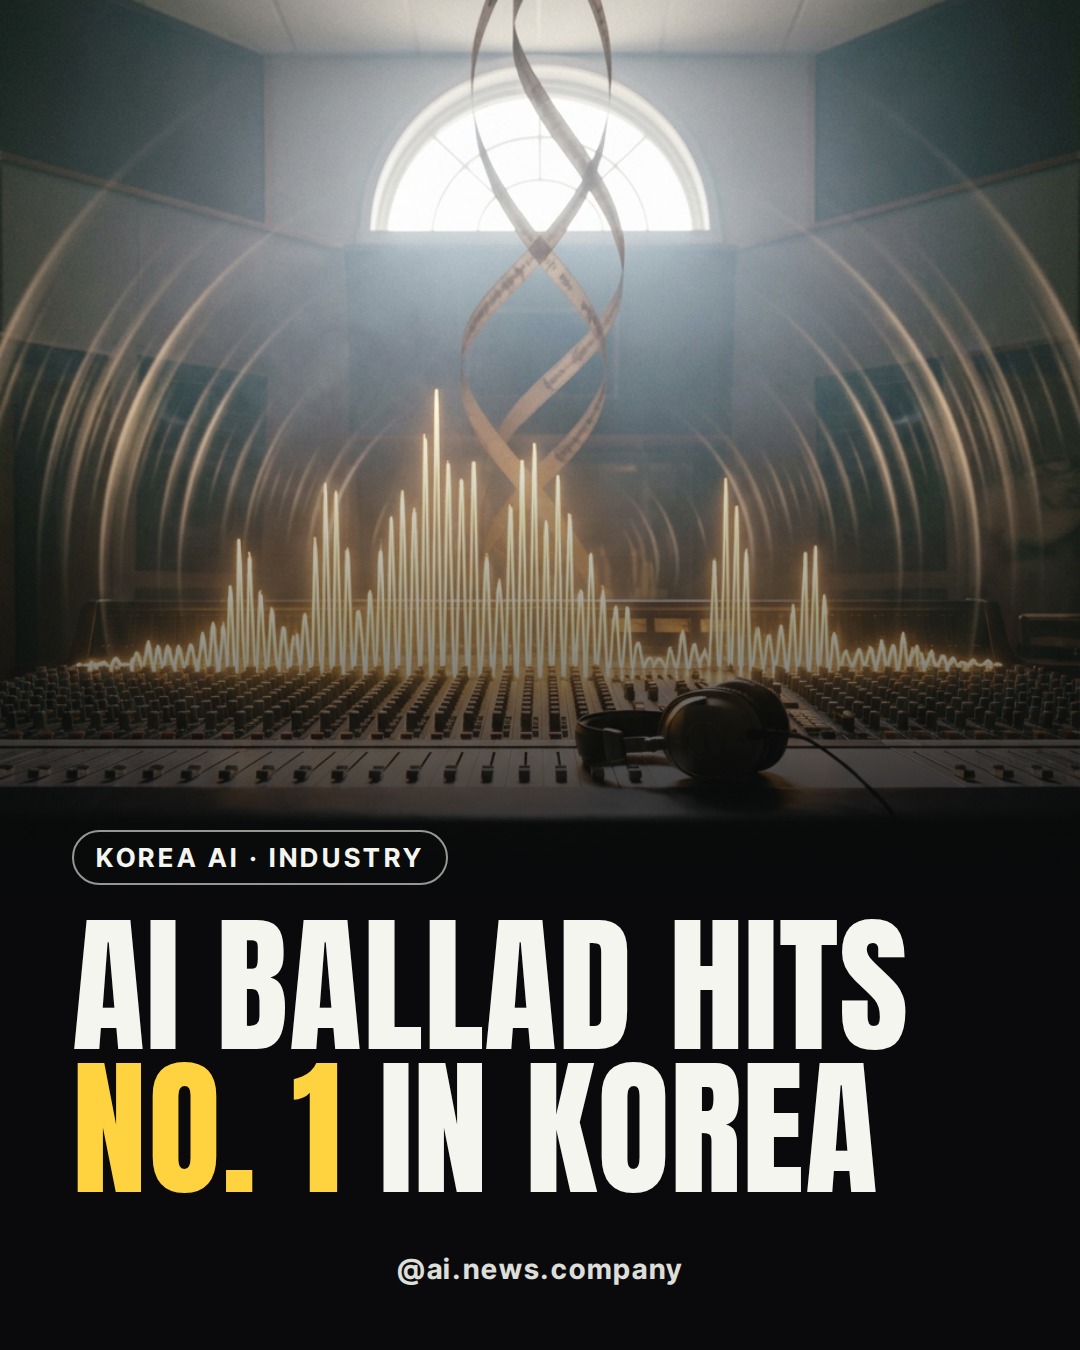 KOREA AI · INDUSTRY
AI BALLAD HITS
NO. 1 IN KOREA
@ai.news.company